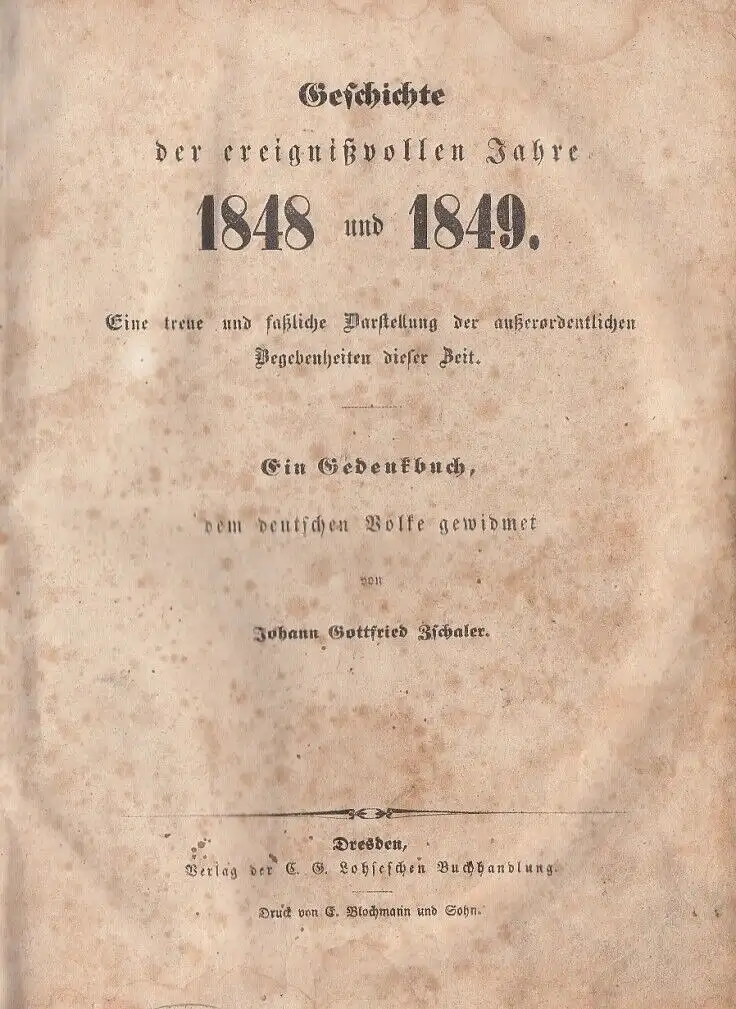 Geschichte
der ereignißvollen Jahre
1848 und 1849.
Eine treue und faßliche Darstellung der außerordentlichen
Begebenheiten dieser Zeit.
Ein Gedenkbuch,
dem deutschen Volke gewidmet
von
Johann Gottfried Zschaler.
Dresden,
Verlag der C. G. Lohseschen Buchhandlung.
Druck von C. Blochmann und Sohn.